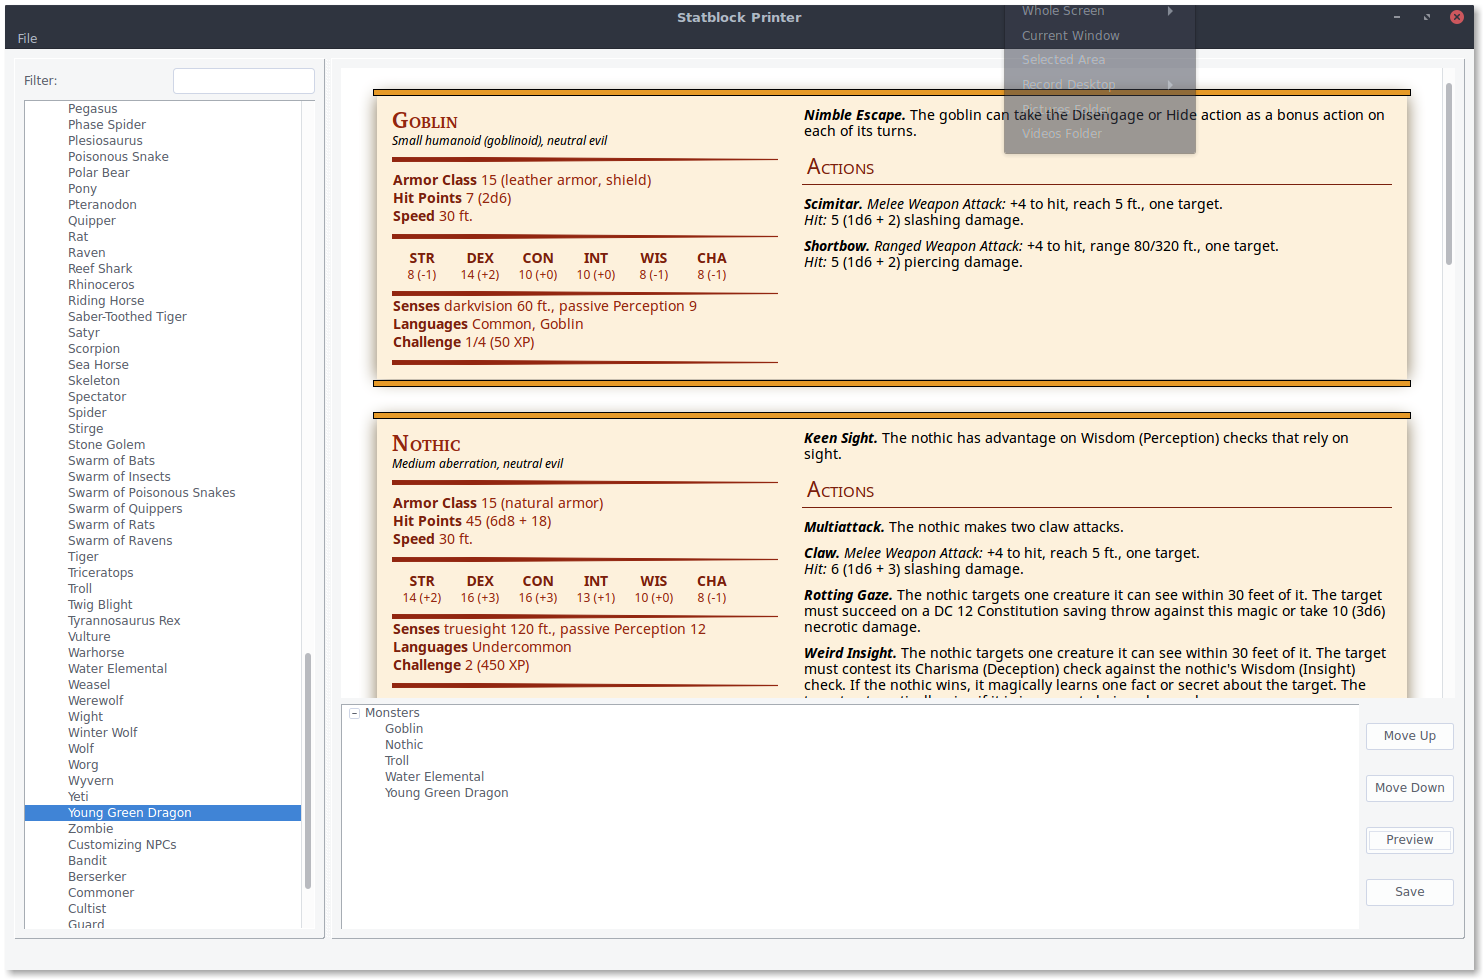 Statblock Printer
File
Whole Screen
Current Window
Selected Area
Record Desktop
Pictures Folder
Videos Folder
Filter:
Pegasus
Phase Spider
Plesiosaurus
Poisonous Snake
Polar Bear
Pony
Pteranodon
Quipper
Rat
Raven
Reef Shark
Rhinoceros
Riding Horse
Saber-Toothed Tiger
Satyr
Scorpion
Sea Horse
Skeleton
Spectator
Spider
Stirge
Stone Golem
Swarm of Bats
Swarm of Insects
Swarm of Poisonous Snakes
Swarm of Quippers
Swarm of Rats
Swarm of Ravens
Tiger
Triceratops
Troll
Twig Blight
Tyrannosaurus Rex
Vulture
Warhorse
Water Elemental
Weasel
Werewolf
Wight
Winter Wolf
Wolf
Worg
Wyvern
Yeti
Young Green Dragon
Zombie
Customizing NPCs
Bandit
Berserker
Commoner
Cultist
Guard
Goblin
Small humanoid (goblinoid), neutral evil
Armor Class 15 (leather armor, shield)
Hit Points 7 (2d6)
Speed 30 ft.
STR DEX CON INT WIS CHA
8 (-1) 14 (+2) 10 (+0) 10 (+0) 8 (-1) 8 (-1)
Senses darkvision 60 ft., passive Perception 9
Languages Common, Goblin
Challenge 1/4 (50 XP)
Nimble Escape. The goblin can take the Disengage or Hide action as a bonus action on
each of its turns.
Actions
Scimitar. Melee Weapon Attack: +4 to hit, reach 5 ft., one target.
Hit: 5 (1d6 + 2) slashing damage.
Shortbow. Ranged Weapon Attack: +4 to hit, range 80/320 ft., one target.
Hit: 5 (1d6 + 2) piercing damage.
Nothic
Medium aberration, neutral evil
Armor Class 15 (natural armor)
Hit Points 45 (6d8 + 18)
Speed 30 ft.
STR DEX CON INT WIS CHA
14 (+2) 16 (+3) 16 (+3) 13 (+1) 10 (+0) 8 (-1)
Senses truesight 120 ft., passive Perception 12
Languages Undercommon
Challenge 2 (450 XP)
Keen Sight. The nothic has advantage on Wisdom (Perception) checks that rely on
sight.
Actions
Multiattack. The nothic makes two claw attacks.
Claw. Melee Weapon Attack: +4 to hit, reach 5 ft., one target.
Hit: 6 (1d6 + 3) slashing damage.
Rotting Gaze. The nothic targets one creature it can see within 30 feet of it. The target
must succeed on a DC 12 Constitution saving throw against this magic or take 10 (3d6)
necrotic damage.
Weird Insight. The nothic targets one creature it can see within 30 feet of it. The target
must contest its Charisma (Deception) check against the nothic's Wisdom (Insight)
check. If the nothic wins, it magically learns one fact or secret about the target. The
Monsters
Goblin
Nothic
Troll
Water Elemental
Young Green Dragon
Move Up
Move Down
Preview
Save